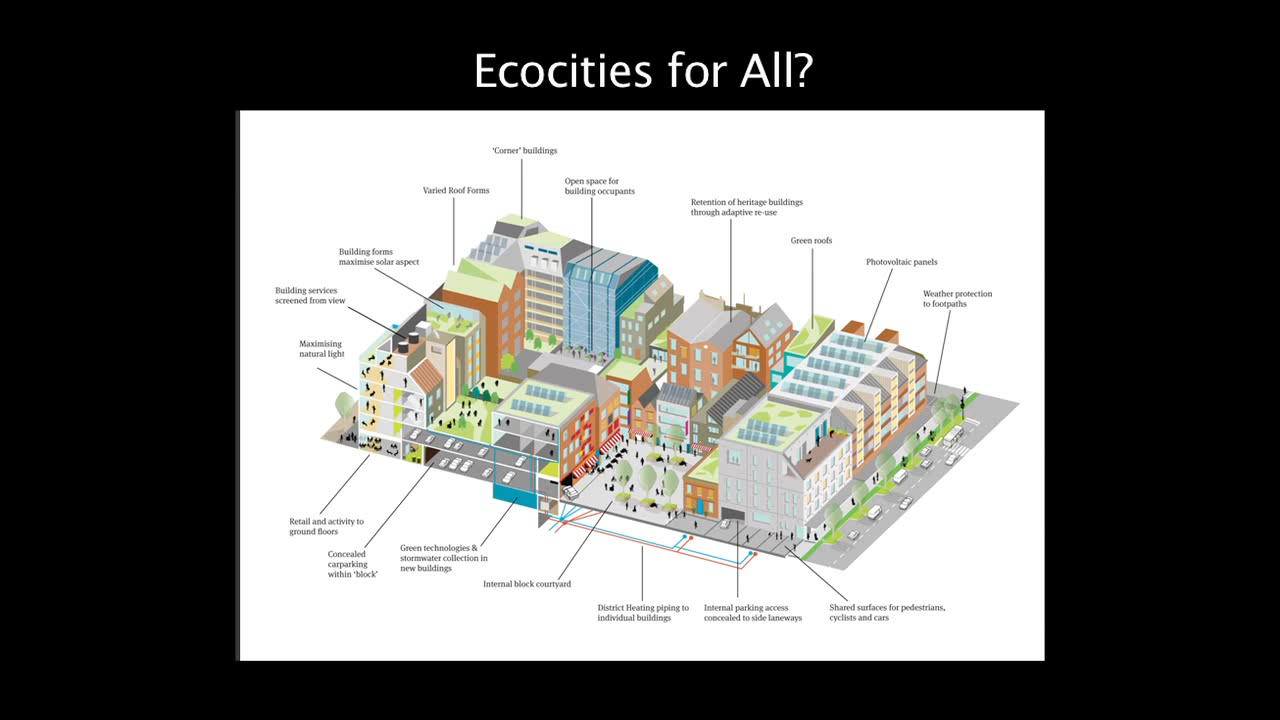 Ecocities for All?
‘Corner’ buildings
Open space for
building occupants
Varied Roof Forms
Retention of heritage buildings
through adaptive re-use
Green roofs
Building forms
maximise solar aspect
Photovoltaic panels
Building services
screened from view
Weather protection
to footpaths
Maximising
natural light
Retail and activity to
ground floors
Concealed
carparking
within ‘block’
Green technologies &
stormwater collection in
new buildings
Internal block courtyard
District Heating piping to
individual buildings
Internal parking access
concealed to side laneways
Shared surfaces for pedestrians,
cyclists and cars